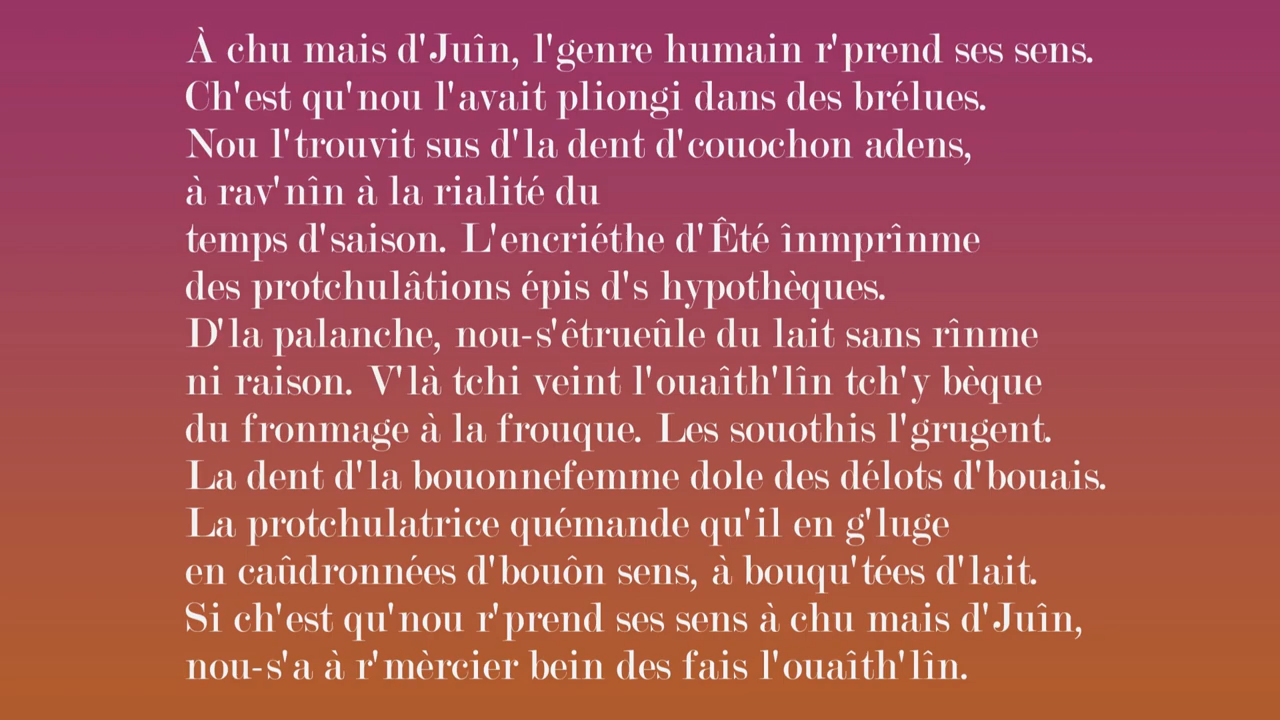 À chu mais d'Juîn, l'genre humain r'prend ses sens.
Ch'est qu'nou l'avait pliongi dans des brélues.
Nou l'trouvit sus d'la dent d'couochon adens,
à rav'nîn à la rialité du
temps d'saison. L'encriéthe d'Êté înmprînme
des protchulâtions épis d's hypothèques.
D'la palanche, nou-s'êtrueûle du lait sans rînme
ni raison. V'là tchi veint l'ouaîth'lîn tch'y bèque
du fronmage à la frouque. Les souothis l'grugent.
La dent d'la bouonnefemme dole des délots d'bouais.
La protchulatrice quémande qu'il en g'luge
en caûdronnées d'bouôn sens, à bouqu'tées d'lait.
Si ch'est qu'nou r'prend ses sens à chu mais d'Juîn,
nou-s'a à r'mèrcier bein des fais l'ouaîth'lîn.